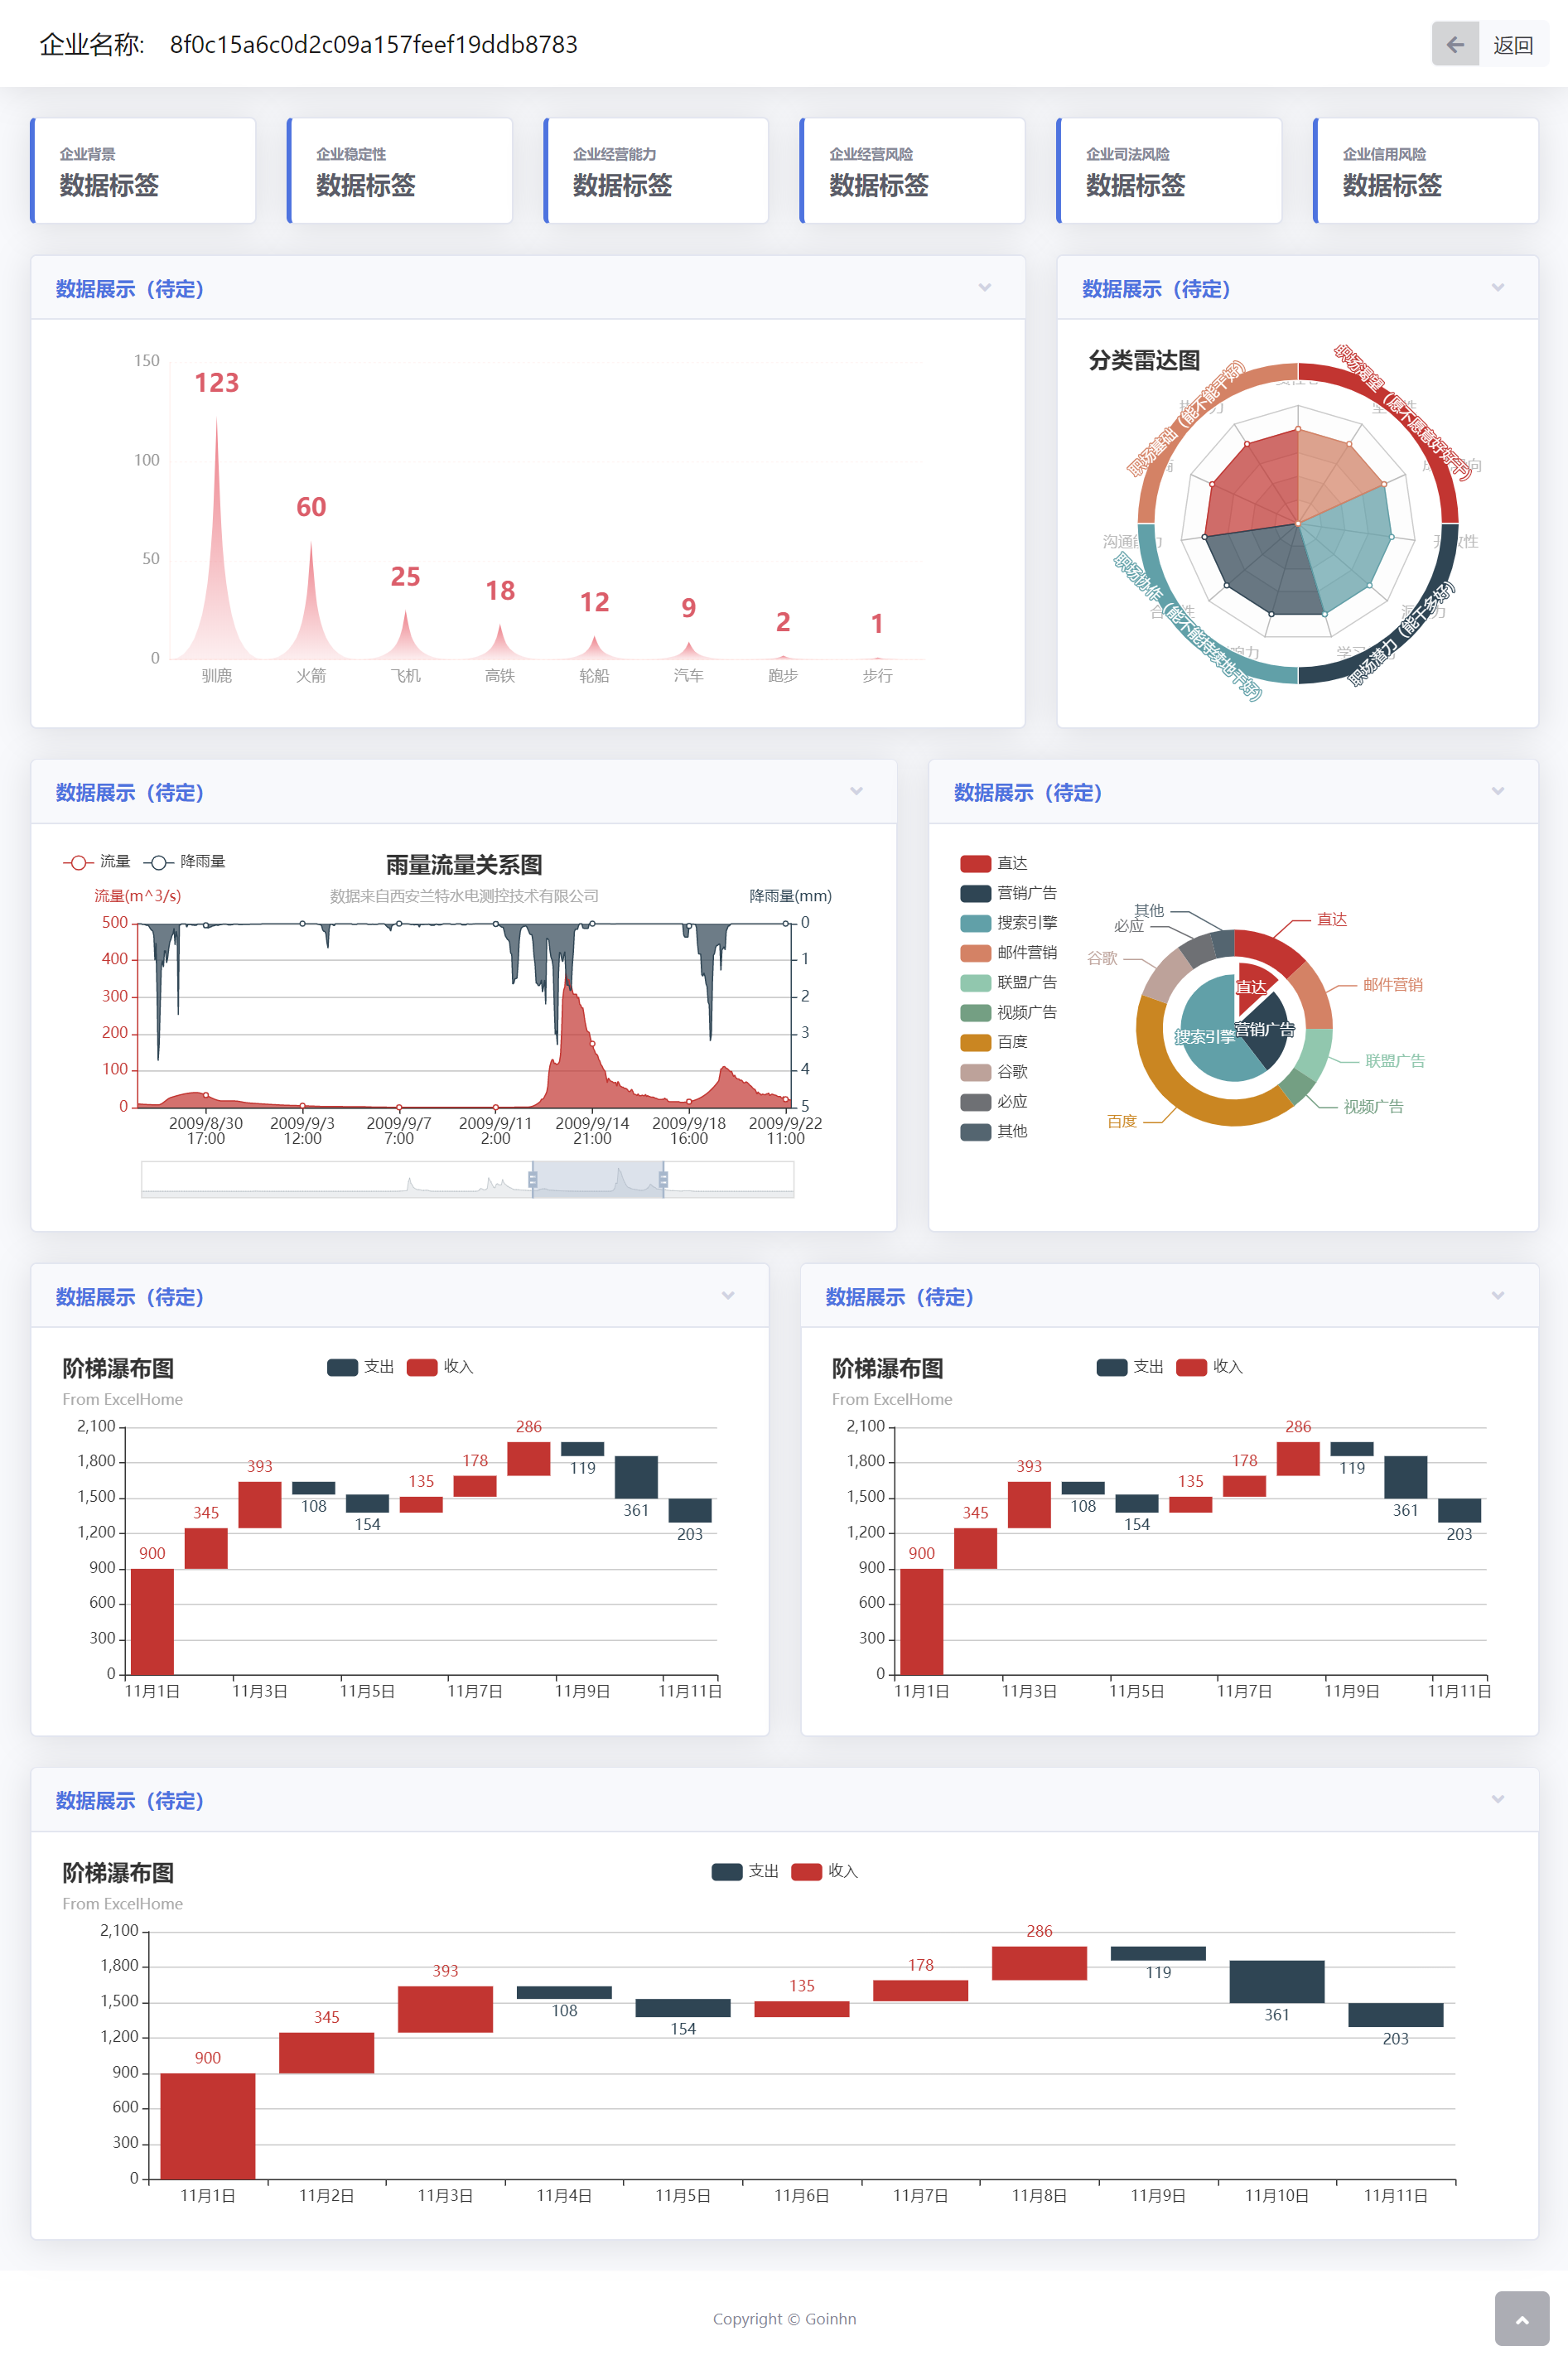 企业名称: 8f0c15a6c0d2c09a157feef19ddb8783
返回
企业背景
数据标签
企业稳定性
数据标签
企业经营能力
数据标签
企业经营风险
数据标签
企业司法风险
数据标签
企业信用风险
数据标签
数据展示（待定）
150
100
50
0
123
60
25
18
12
9
2
1
驯鹿
火箭
飞机
高铁
轮船
汽车
跑步
步行
数据展示（待定）
分类雷达图
职场渴望（愿不愿意好好干）
职场基础（能不能干好）
职场协作（能不能持续地干好）
职场潜力（能干多好）
数据展示（待定）
流量
降雨量
雨量流量关系图
数据来自西安兰特水电测控技术有限公司
流量(m^3/s)
降雨量(mm)
500
400
300
200
100
0
0
1
2
3
4
5
2009/8/30
17:00
2009/9/3
12:00
2009/9/7
7:00
2009/9/11
2:00
2009/9/14
21:00
2009/9/18
16:00
2009/9/22
11:00
数据展示（待定）
直达
营销广告
搜索引擎
邮件营销
联盟广告
视频广告
百度
谷歌
必应
其他
直达
邮件营销
联盟广告
视频广告
百度
谷歌
必应
其他
直达
营销广告
搜索引擎
数据展示（待定）
阶梯瀑布图
From ExcelHome
支出
收入
2,100
1,800
1,500
1,200
900
600
300
0
900
345
393
108
154
135
178
286
119
361
203
11月1日
11月3日
11月5日
11月7日
11月9日
11月11日
数据展示（待定）
阶梯瀑布图
From ExcelHome
支出
收入
2,100
1,800
1,500
1,200
900
600
300
0
900
345
393
108
154
135
178
286
119
361
203
11月1日
11月3日
11月5日
11月7日
11月9日
11月11日
数据展示（待定）
阶梯瀑布图
From ExcelHome
支出
收入
2,100
1,800
1,500
1,200
900
600
300
0
900
345
393
108
154
135
178
286
119
361
203
11月1日
11月2日
11月3日
11月4日
11月5日
11月6日
11月7日
11月8日
11月9日
11月10日
11月11日
Copyright © Goinhn